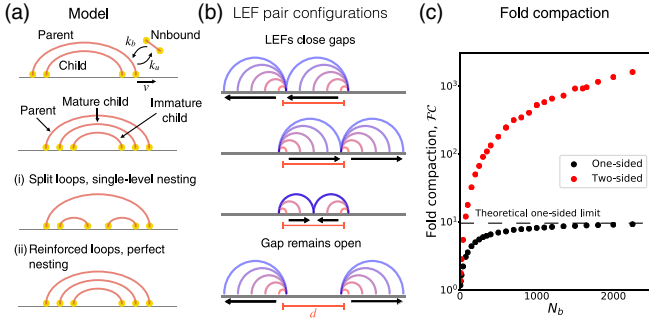 (a) Model
Parent
Nnbound
k_b
k_u
Child
v
Parent
Mature child
Immature
child
(i) Split loops, single-level nesting
(ii) Reinforced loops, perfect
nesting
(b) LEF pair configurations
LEFs close gaps
Gap remains open
d
(c) Fold compaction
Fold compaction, FC
10^3
10^2
10^1
10^0
One-sided
Two-sided
Theoretical one-sided limit
0
1000
2000
N_b